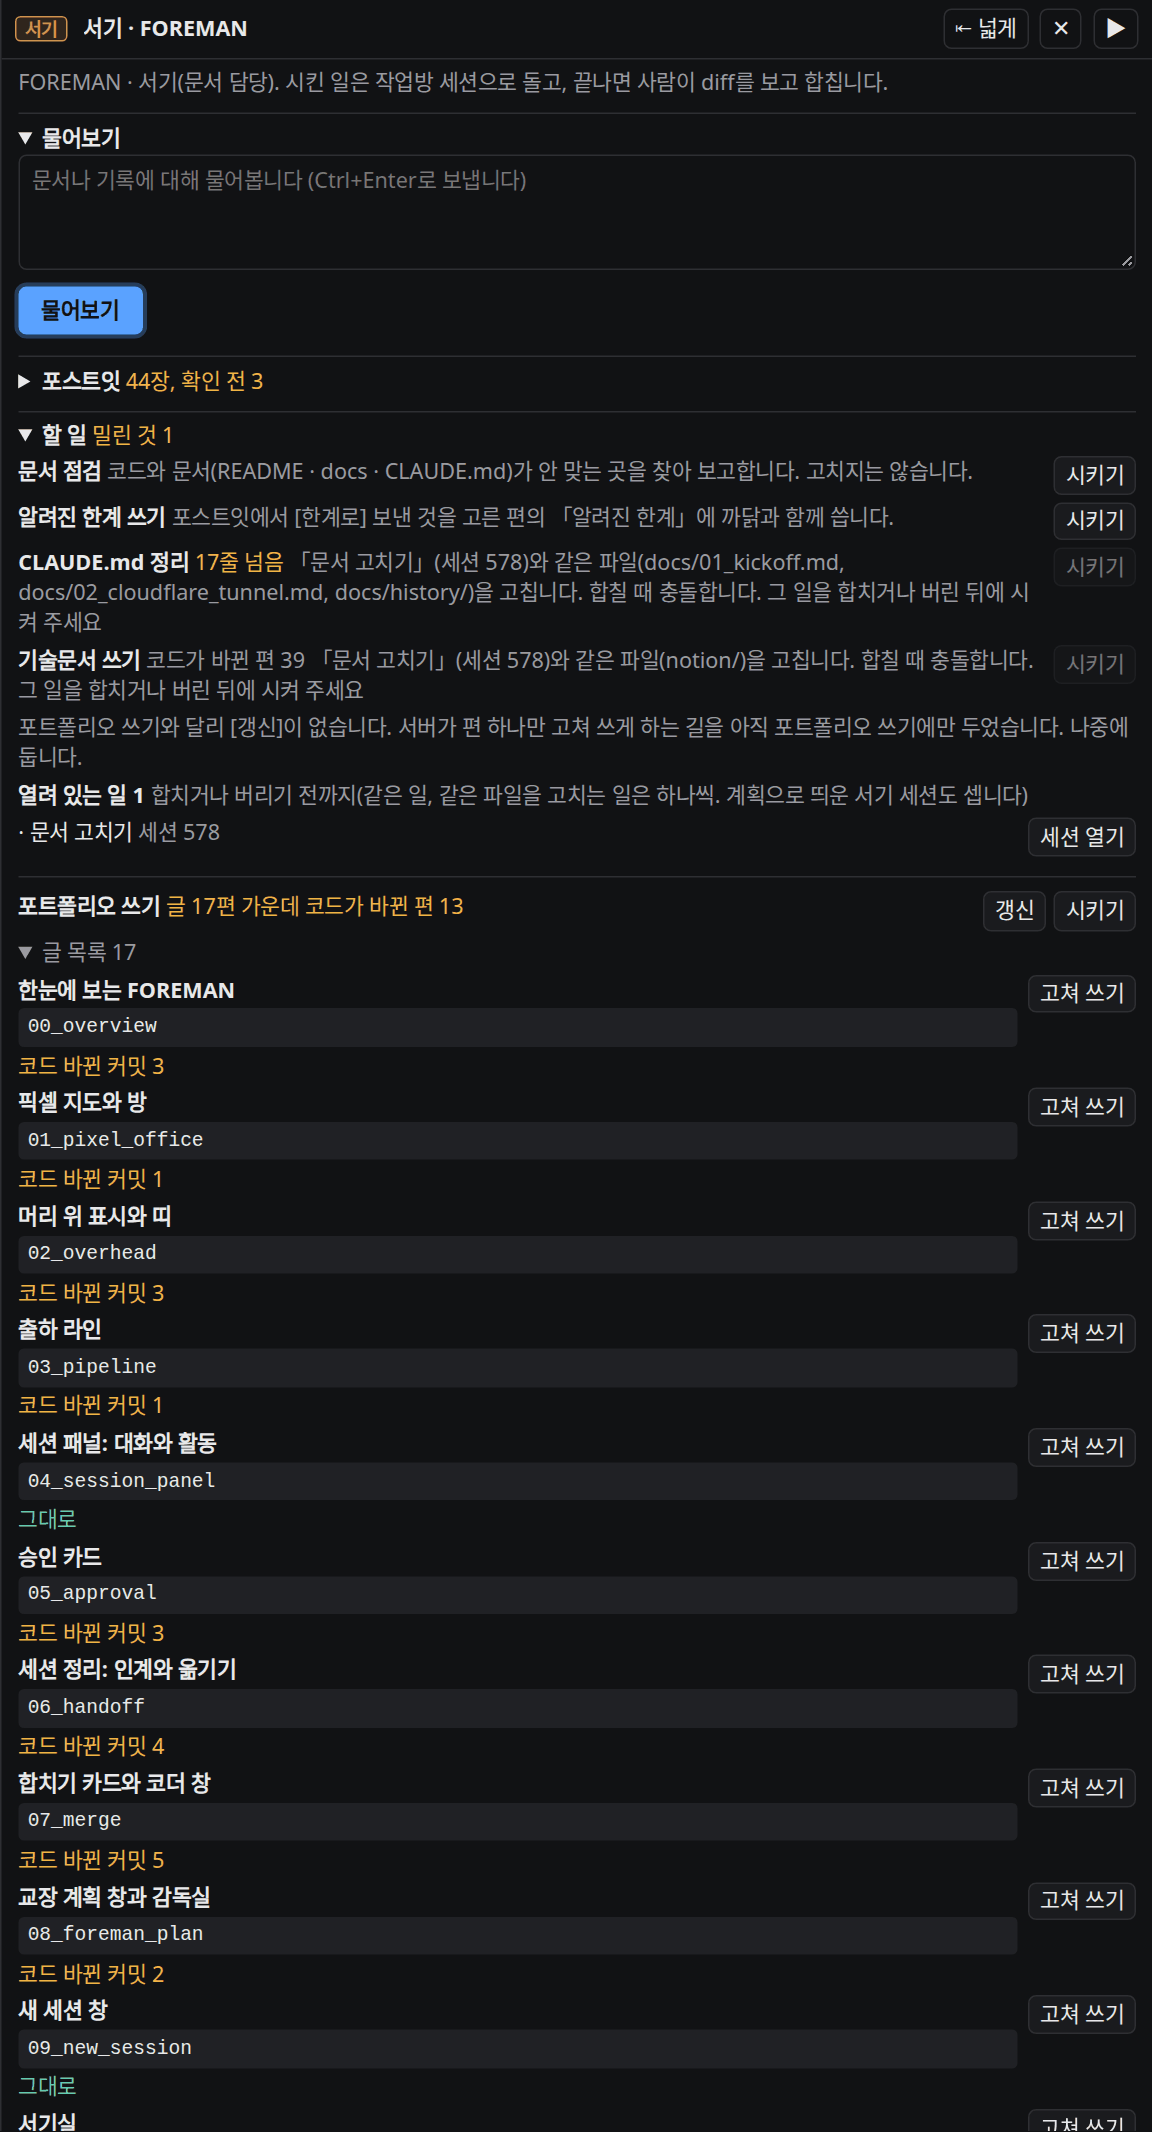 서기 서기 · FOREMAN ⇤ 넓게 ✕ ▶
FOREMAN · 서기(문서 담당). 시킨 일은 작업방 세션으로 돌고, 끝나면 사람이 diff를 보고 합칩니다.
▼ 물어보기
문서나 기록에 대해 물어봅니다 (Ctrl+Enter로 보냅니다)
물어보기
▶ 포스트잇 44장, 확인 전 3
▼ 할 일 밀린 것 1
문서 점검 코드와 문서(README · docs · CLAUDE.md)가 안 맞는 곳을 찾아 보고합니다. 고치지는 않습니다. 시키기
알려진 한계 쓰기 포스트잇에서 [한계로] 보낸 것을 고른 편의 「알려진 한계」에 까닭과 함께 씁니다. 시키기
CLAUDE.md 정리 17줄 넘음 「문서 고치기」(세션 578)와 같은 파일(docs/01_kickoff.md, 시키기
docs/02_cloudflare_tunnel.md, docs/history/)을 고칩니다. 합칠 때 충돌합니다. 그 일을 합치거나 버린 뒤에 시
켜 주세요
기술문서 쓰기 코드가 바뀐 편 39 「문서 고치기」(세션 578)와 같은 파일(notion/)을 고칩니다. 합칠 때 충돌합니다. 시키기
그 일을 합치거나 버린 뒤에 시켜 주세요
포트폴리오 쓰기와 달리 [갱신]이 없습니다. 서버가 편 하나만 고쳐 쓰게 하는 길을 아직 포트폴리오 쓰기에만 두었습니다. 나중에
둡니다.
열려 있는 일 1 합치거나 버리기 전까지(같은 일, 같은 파일을 고치는 일은 하나씩. 계획으로 띄운 서기 세션도 셉니다)
· 문서 고치기 세션 578 세션 열기
포트폴리오 쓰기 글 17편 가운데 코드가 바뀐 편 13 갱신 시키기
▼ 글 목록 17
한눈에 보는 FOREMAN 고쳐 쓰기
00_overview
코드 바뀐 커밋 3
픽셀 지도와 방 고쳐 쓰기
01_pixel_office
코드 바뀐 커밋 1
머리 위 표시와 띠 고쳐 쓰기
02_overhead
코드 바뀐 커밋 3
출하 라인 고쳐 쓰기
03_pipeline
코드 바뀐 커밋 1
세션 패널: 대화와 활동 고쳐 쓰기
04_session_panel
그대로
승인 카드 고쳐 쓰기
05_approval
코드 바뀐 커밋 3
세션 정리: 인계와 옮기기 고쳐 쓰기
06_handoff
코드 바뀐 커밋 4
합치기 카드와 코더 창 고쳐 쓰기
07_merge
코드 바뀐 커밋 5
교장 계획 창과 감독실 고쳐 쓰기
08_foreman_plan
코드 바뀐 커밋 2
새 세션 창 고쳐 쓰기
09_new_session
그대로
서기실 고쳐 쓰기